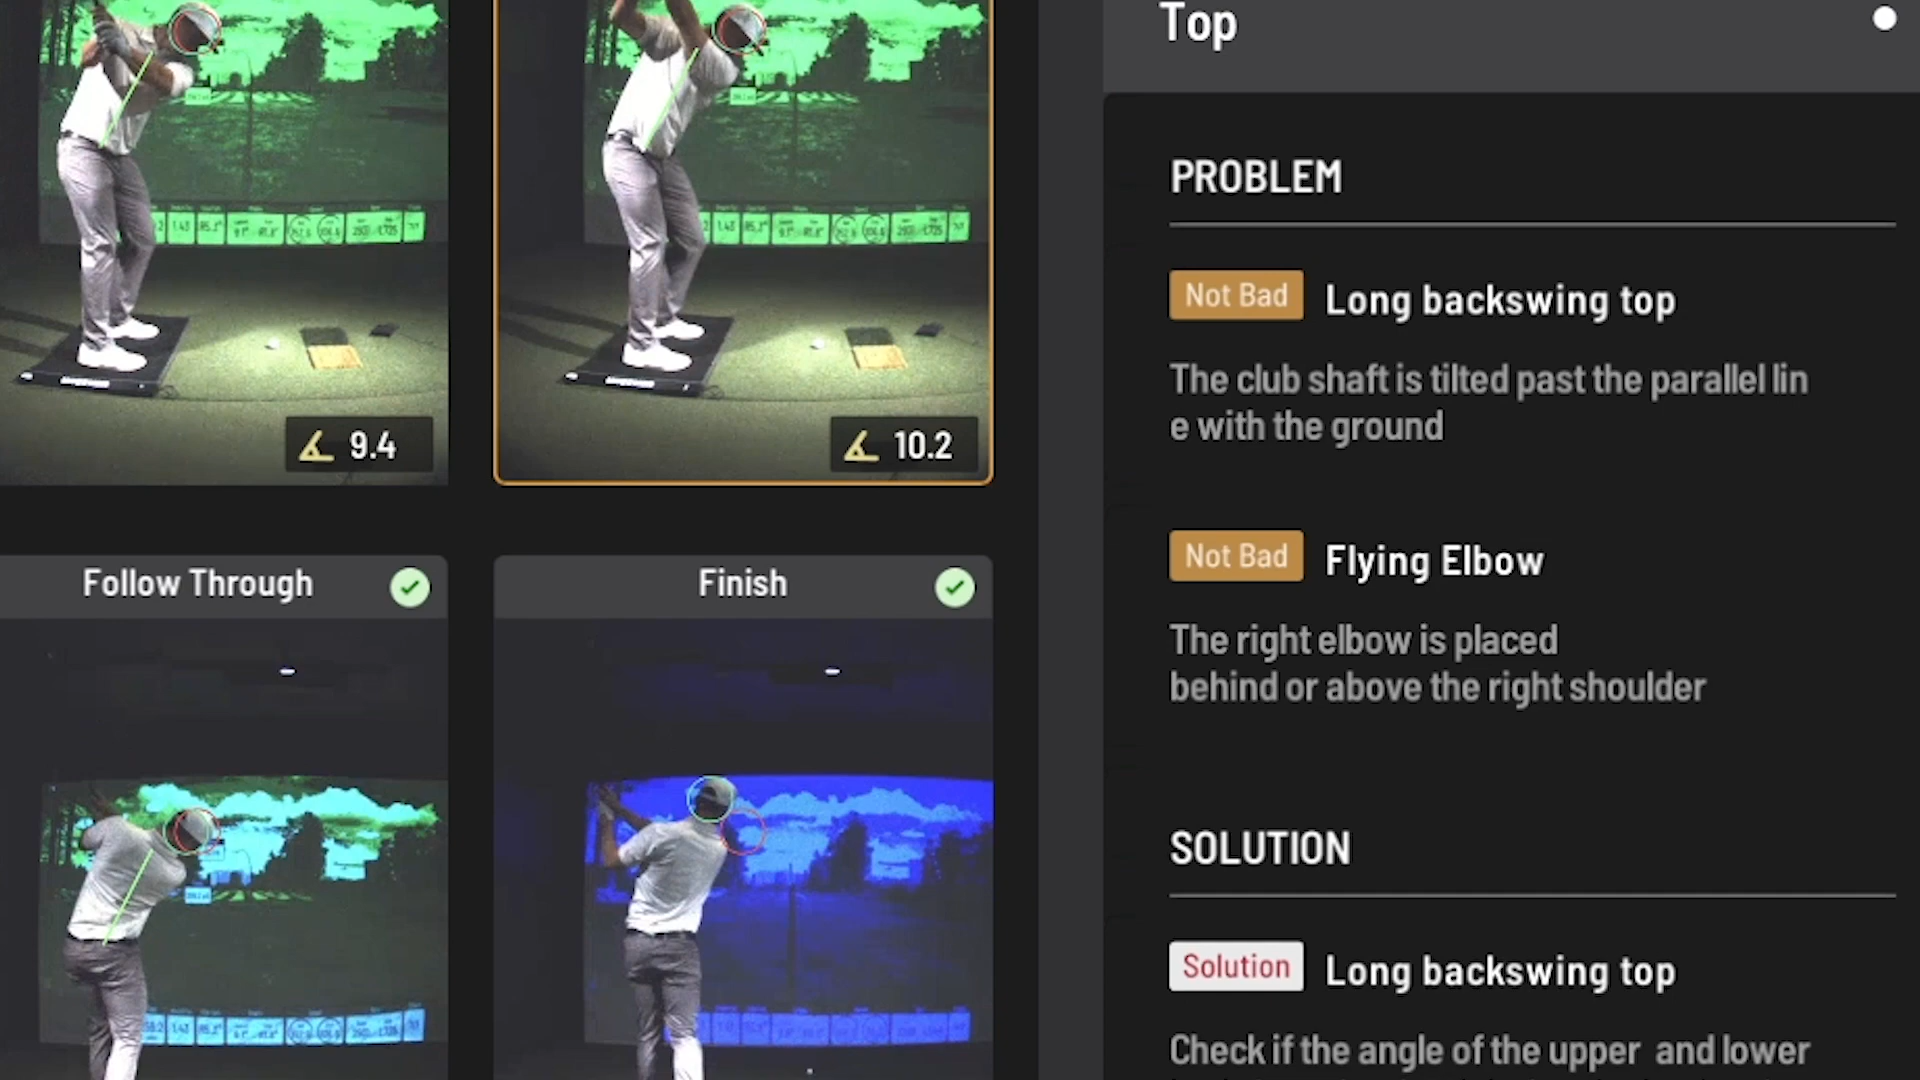 Top
PROBLEM
Not Bad Long backswing top
The club shaft is tilted past the parallel lin
e with the ground
Not Bad Flying Elbow
The right elbow is placed
behind or above the right shoulder
SOLUTION
Solution Long backswing top
Check if the angle of the upper and lower
9.4
10.2
Follow Through
Finish